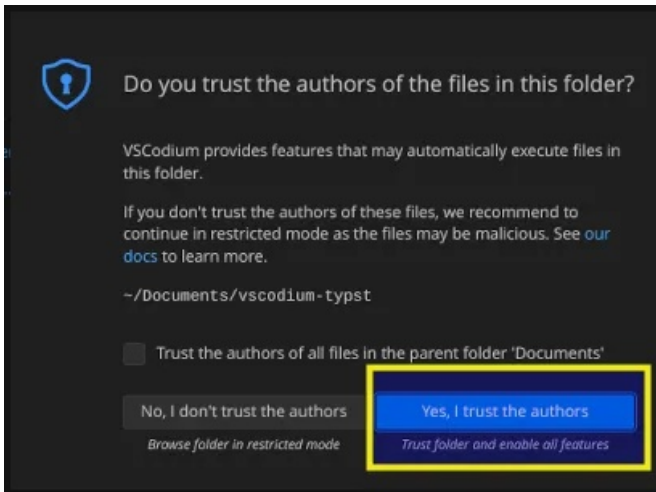 Do you trust the authors of the files in this folder?
VSCodium provides features that may automatically execute files in
this folder.
If you don't trust the authors of these files, we recommend to
continue in restricted mode as the files may be malicious. See our
docs to learn more.
~/Documents/vscodium-typst
Trust the authors of all files in the parent folder 'Documents'
No, I don't trust the authors
Yes, I trust the authors
Browse folder in restricted mode
Trust folder and enable all features